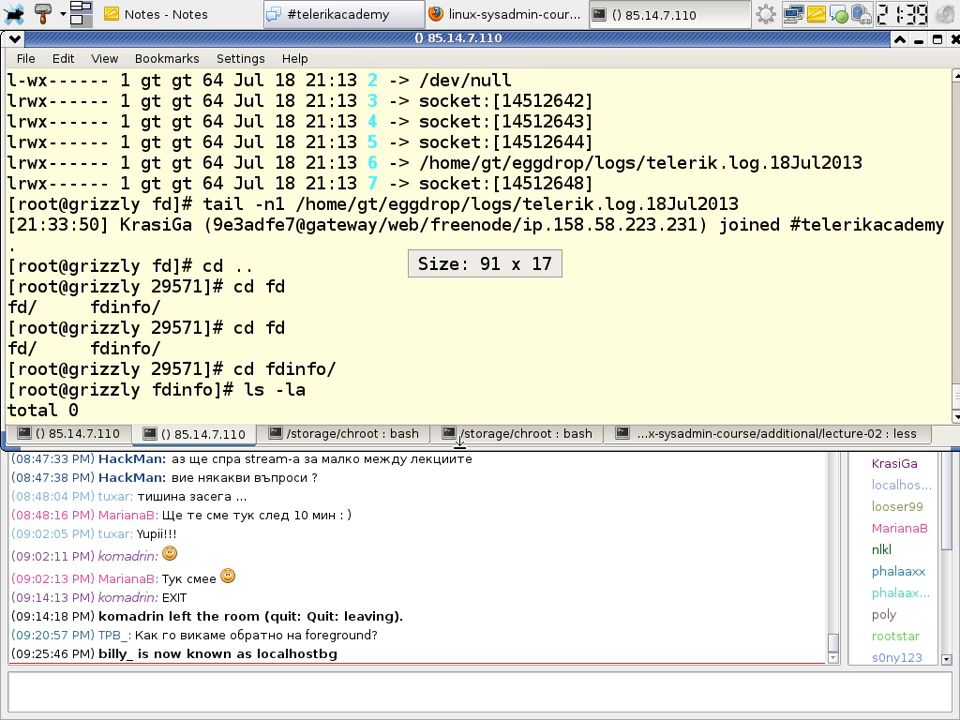 Notes - Notes
#telerikacademy
linux-sysadmin-cour...
() 85.14.7.110
21:39
() 85.14.7.110
File Edit View Bookmarks Settings Help
l-wx------ 1 gt gt 64 Jul 18 21:13 2 -> /dev/null
lrwx------ 1 gt gt 64 Jul 18 21:13 3 -> socket:[14512642]
lrwx------ 1 gt gt 64 Jul 18 21:13 4 -> socket:[14512643]
lrwx------ 1 gt gt 64 Jul 18 21:13 5 -> socket:[14512644]
lrwx------ 1 gt gt 64 Jul 18 21:13 6 -> /home/gt/eggdrop/logs/telerik.log.18Jul2013
lrwx------ 1 gt gt 64 Jul 18 21:13 7 -> socket:[14512648]
[root@grizzly fd]# tail -n1 /home/gt/eggdrop/logs/telerik.log.18Jul2013
[21:33:50] KrasiGa (9e3adfe7@gateway/web/freenode/ip.158.58.223.231) joined #telerikacademy
.
[root@grizzly fd]# cd ..
Size: 91 x 17
[root@grizzly 29571]# cd fd
fd/ fdinfo/
[root@grizzly 29571]# cd fd
fd/ fdinfo/
[root@grizzly 29571]# cd fdinfo/
[root@grizzly fdinfo]# ls -la
total 0
() 85.14.7.110
() 85.14.7.110
/storage/chroot : bash
/storage/chroot : bash
...x-sysadmin-course/additional/lecture-02 : less
(08:47:33 PM) HackMan: аз ще спра stream-a за малко между лекциите
(08:47:38 PM) HackMan: вие някакви въпроси ?
(08:48:04 PM) tuxar: тишина засега ...
(08:48:16 PM) MarianaB: Ще те сме тук след 10 мин : )
(09:02:05 PM) tuxar: Yupii!!!
(09:02:11 PM) komadrin:
(09:02:13 PM) MarianaB: Тук смее
(09:14:13 PM) komadrin: EXIT
(09:14:18 PM) komadrin left the room (quit: Quit: leaving).
(09:20:57 PM) TPB_: Как го викаме обратно на foreground?
(09:25:46 PM) billy_ is now known as localhostbg
KrasiGa
localhos...
looser99
MarianaB
nlkl
phalaaxx
phalaax...
poly
rootstar
s0ny123